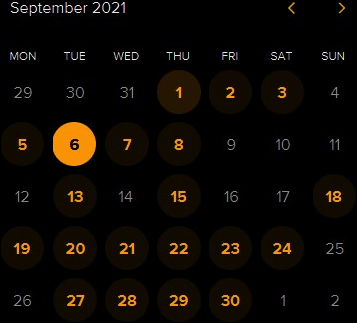 September 2021
MON TUE WED THU FRI SAT SUN
29 30 31 1 2 3 4
5 6 7 8 9 10 11
12 13 14 15 16 17 18
19 20 21 22 23 24 25
26 27 28 29 30 1 2